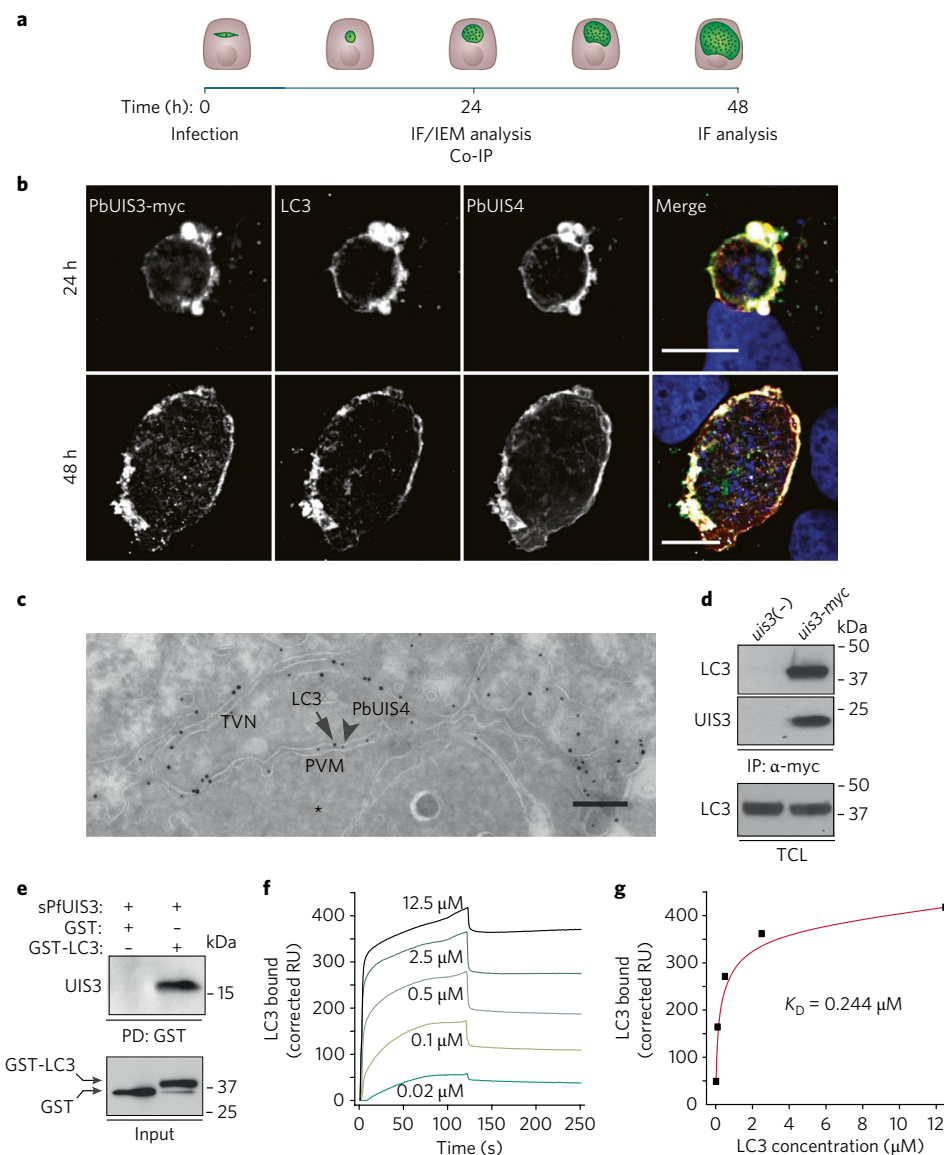 a
Time (h): 0 24 48
Infection IF/IEM analysis IF analysis
Co-IP
b
PbUIS3-myc LC3 PbUIS4 Merge
24 h
48 h
c
LC3 PbUIS4
TVN
PVM
*
d
uis3(-) uis3-myc
kDa
LC3 - 50
- 37
UIS3 - 25
IP: α-myc
LC3 - 50
- 37
TCL
e
sPfUIS3: + +
GST: + -
GST-LC3: - + kDa
UIS3 - 15
PD: GST
GST-LC3 - 37
GST - 25
Input
f
LC3 bound
(corrected RU)
400
300
200
100
0
12.5 μM
2.5 μM
0.5 μM
0.1 μM
0.02 μM
0 50 100 150 200 250
Time (s)
g
LC3 bound
(corrected RU)
400
300
200
100
0
K_D = 0.244 μM
0 2 4 6 8 10 12
LC3 concentration (μM)